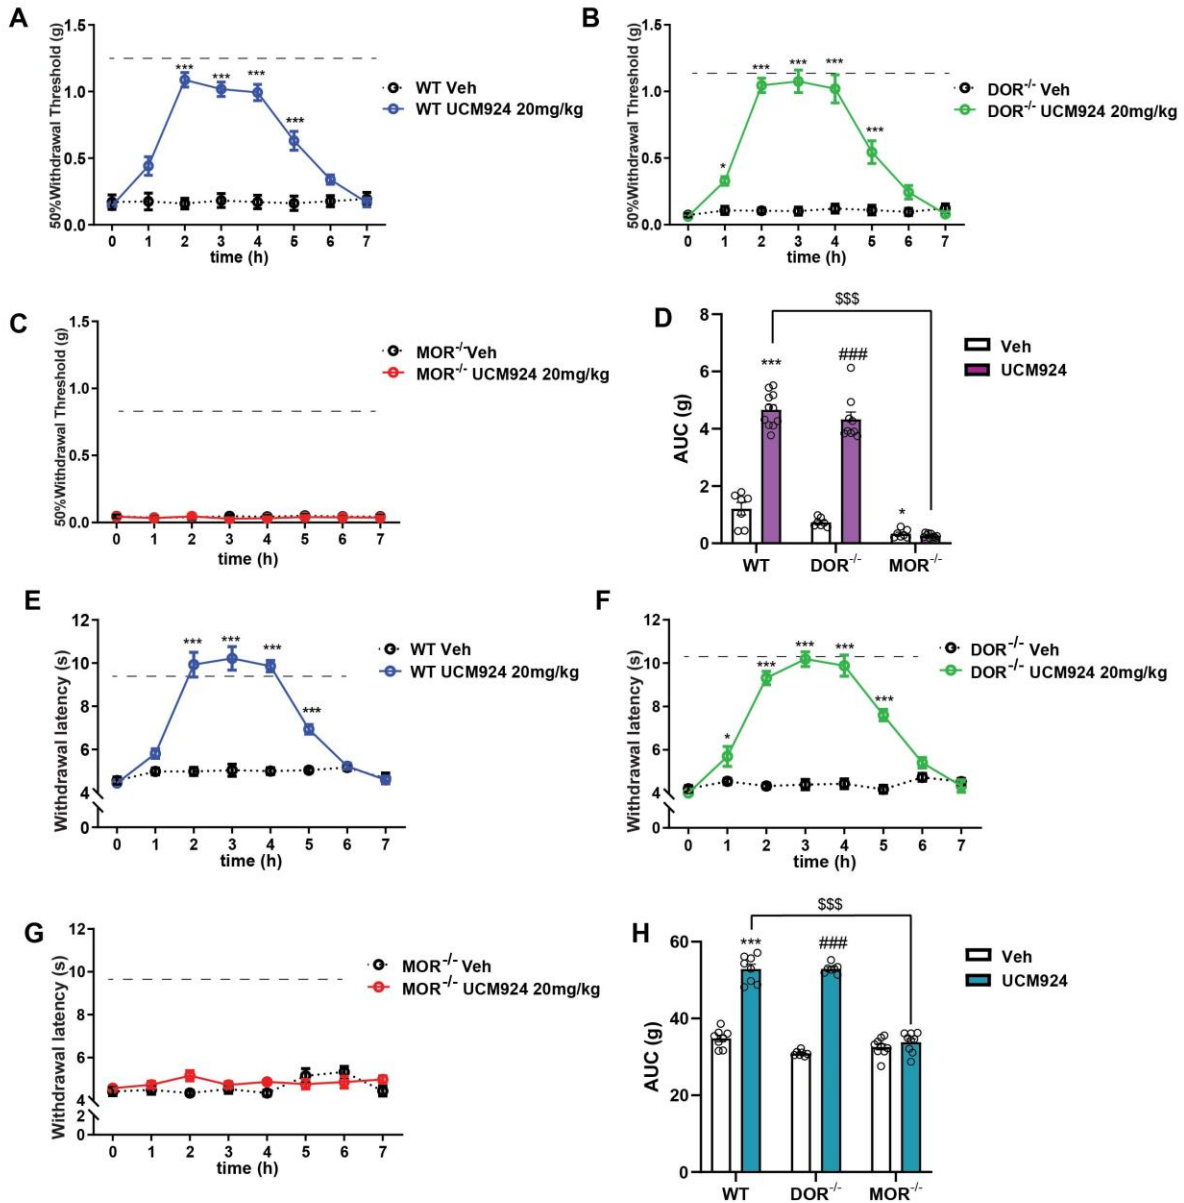 A
50%Withdrawal Threshold (g)
1.5
1.0
0.5
0.0
***
***
***
***
0 1 2 3 4 5 6 7
time (h)
WT Veh
WT UCM924 20mg/kg
B
50%Withdrawal Threshold (g)
1.5
1.0
0.5
0.0
*
***
***
***
***
0 1 2 3 4 5 6 7
time (h)
DOR-/- Veh
DOR-/- UCM924 20mg/kg
C
50%Withdrawal Threshold (g)
1.5
1.0
0.5
0.0
0 1 2 3 4 5 6 7
time (h)
MOR-/-Veh
MOR-/- UCM924 20mg/kg
D
AUC (g)
8
6
4
2
0
$$$
***
###
*
WT DOR-/- MOR-/-
Veh
UCM924
E
Withdrawal latency (s)
12
10
8
6
4
0
***
***
***
***
0 1 2 3 4 5 6 7
time (h)
WT Veh
WT UCM924 20mg/kg
F
Withdrawal latency (s)
12
10
8
6
4
0
*
***
***
***
***
0 1 2 3 4 5 6 7
time (h)
DOR-/- Veh
DOR-/- UCM924 20mg/kg
G
Withdrawal latency (s)
12
10
8
6
4
2
0
0 1 2 3 4 5 6 7
time (h)
MOR-/- Veh
MOR-/- UCM924 20mg/kg
H
AUC (g)
60
40
20
0
$$$
***
###
WT DOR-/- MOR-/-
Veh
UCM924